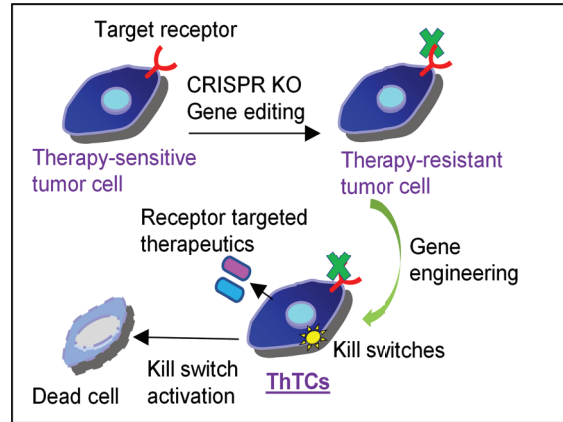 Target receptor
CRISPR KO
Gene editing
Therapy-sensitive
tumor cell
Therapy-resistant
tumor cell
Receptor targeted
therapeutics
Gene
engineering
Kill switches
ThTCs
Kill switch
activation
Dead cell